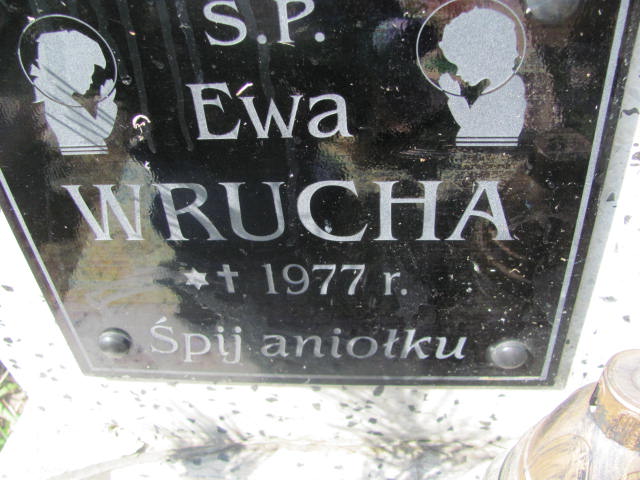 Ś.P.
Ewa
WRUCHA
*† 1977 r.
Śpij aniołku